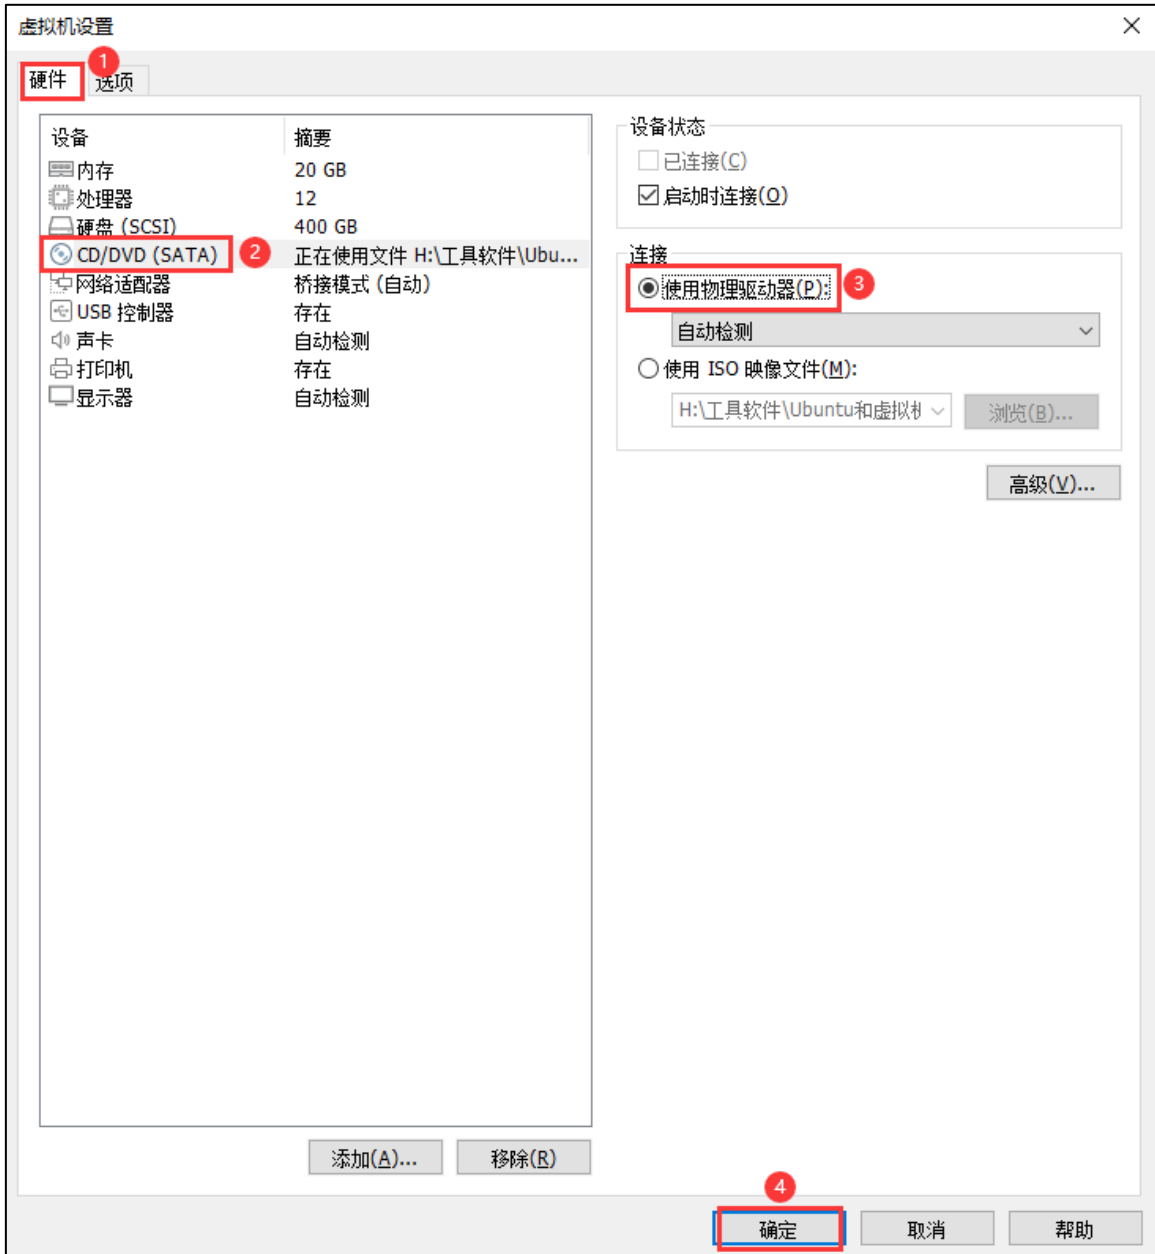 虚拟机设置
1
硬件 选项
设备 摘要
内存 20 GB
处理器 12
硬盘 (SCSI) 400 GB
CD/DVD (SATA) 2 正在使用文件 H:\工具软件\Ubu...
网络适配器 桥接模式 (自动)
USB 控制器 存在
声卡 自动检测
打印机 存在
显示器 自动检测
添加(A)... 移除(R)
设备状态
已连接(C)
启动时连接(O)
连接
使用物理驱动器(P): 3
自动检测
使用 ISO 映像文件(M):
H:\工具软件\Ubuntu和虚拟 浏览(B)...
高级(V)...
4
确定 取消 帮助